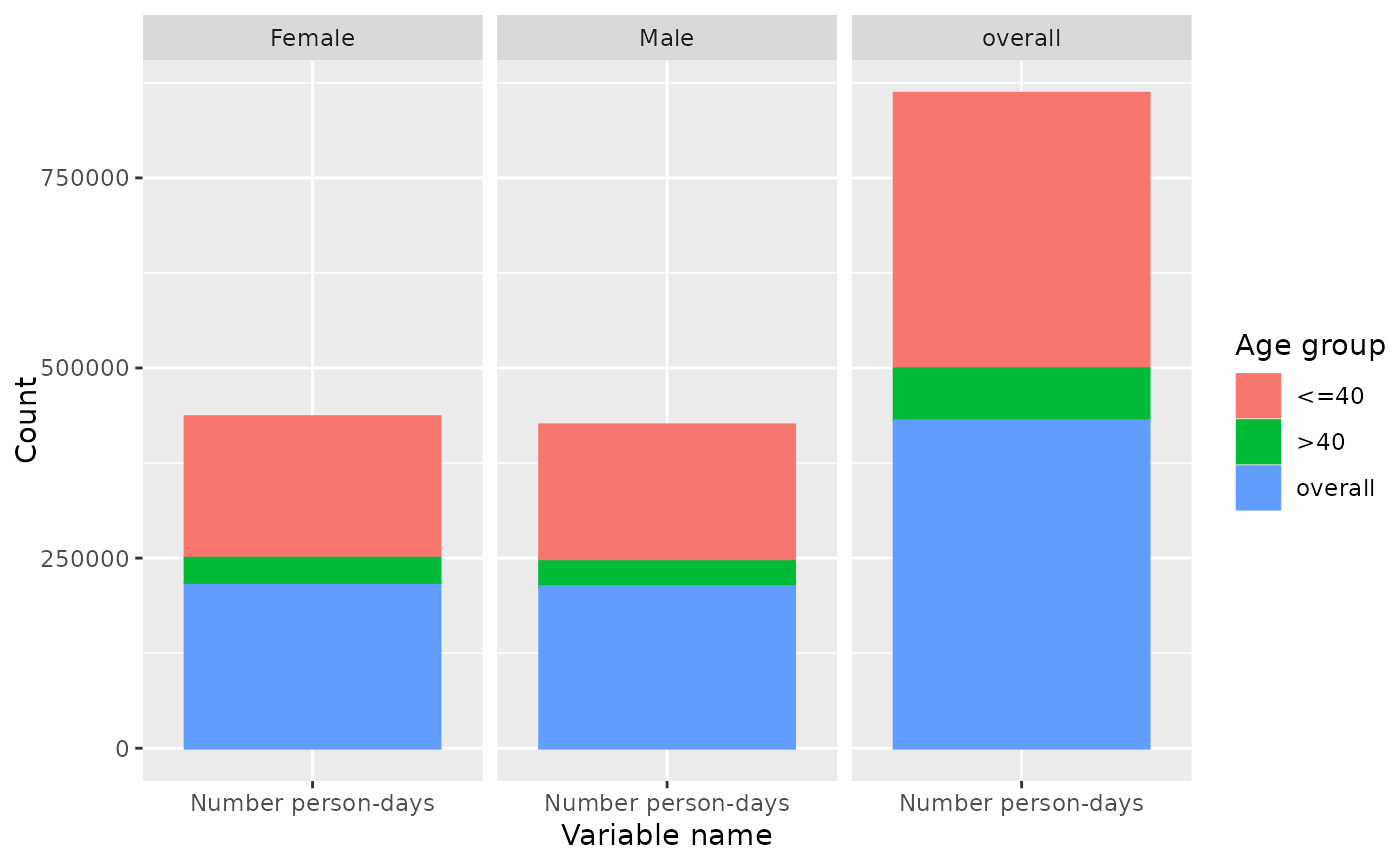 Female Male overall
750000
500000
250000
0
Count
Number person-days Number person-days Number person-days
Variable name
Age group
<=40
>40
overall